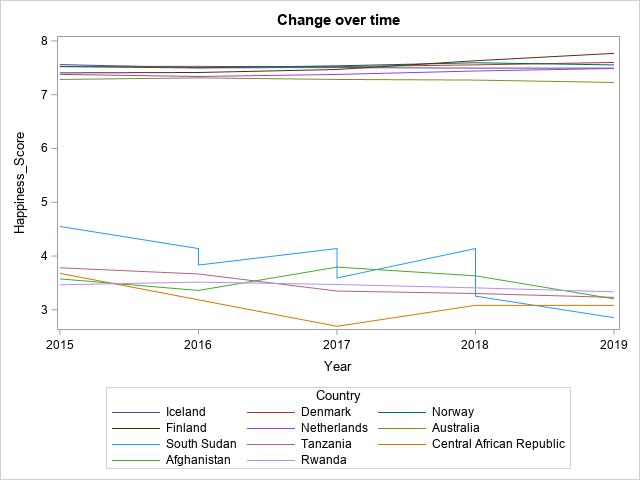 Change over time
8
7
6
5
4
3
Happiness_Score
2015 2016 2017 2018 2019
Year
Country
Iceland Denmark Norway
Finland Netherlands Australia
South Sudan Tanzania Central African Republic
Afghanistan Rwanda